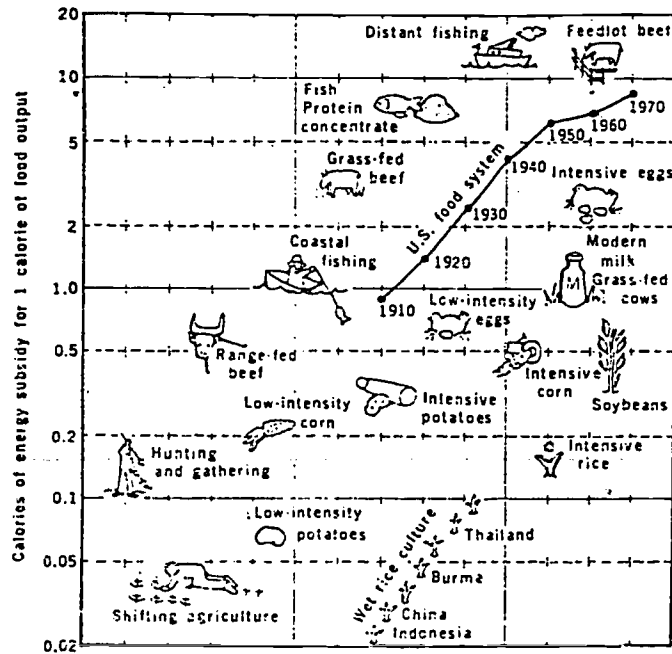 Calories of energy subsidy for 1 calorie of food output
20
10
5
2
1.0
0.5
0.2
0.1
0.05
0.02
Distant fishing
Feedlot beef
Fish
Protein
concentrate
1970
1960
1950
1940
1930
1920
1910
U.S. food system
Grass-fed
beef
Intensive eggs
Coastal
fishing
Modern
milk
Grass-fed
cows
M
Low-intensity
eggs
Range-fed
beef
Intensive
corn
Soybeans
Low-intensity
corn
Intensive
potatoes
Hunting
and gathering
Intensive
rice
Low-intensity
potatoes
Wet rice culture
Thailand
Burma
China
Indonesia
Shifting agriculture